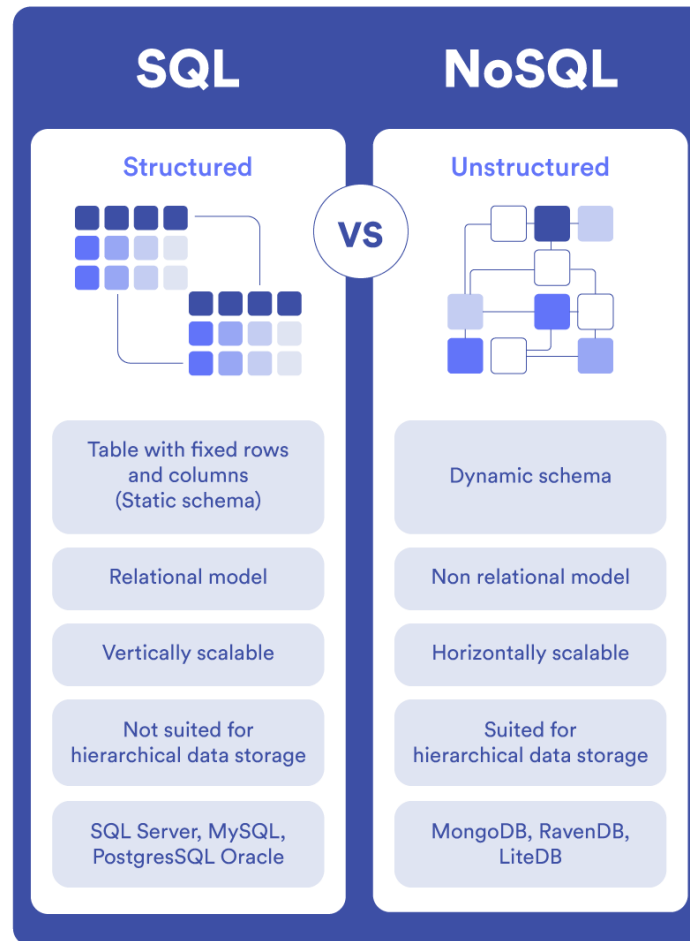 SQL
NoSQL
VS
Structured
Table with fixed rows
and columns
(Static schema)
Relational model
Vertically scalable
Not suited for
hierarchical data storage
SQL Server, MySQL,
PostgresSQL Oracle
Unstructured
Dynamic schema
Non relational model
Horizontally scalable
Suited for
hierarchical data storage
MongoDB, RavenDB,
LiteDB